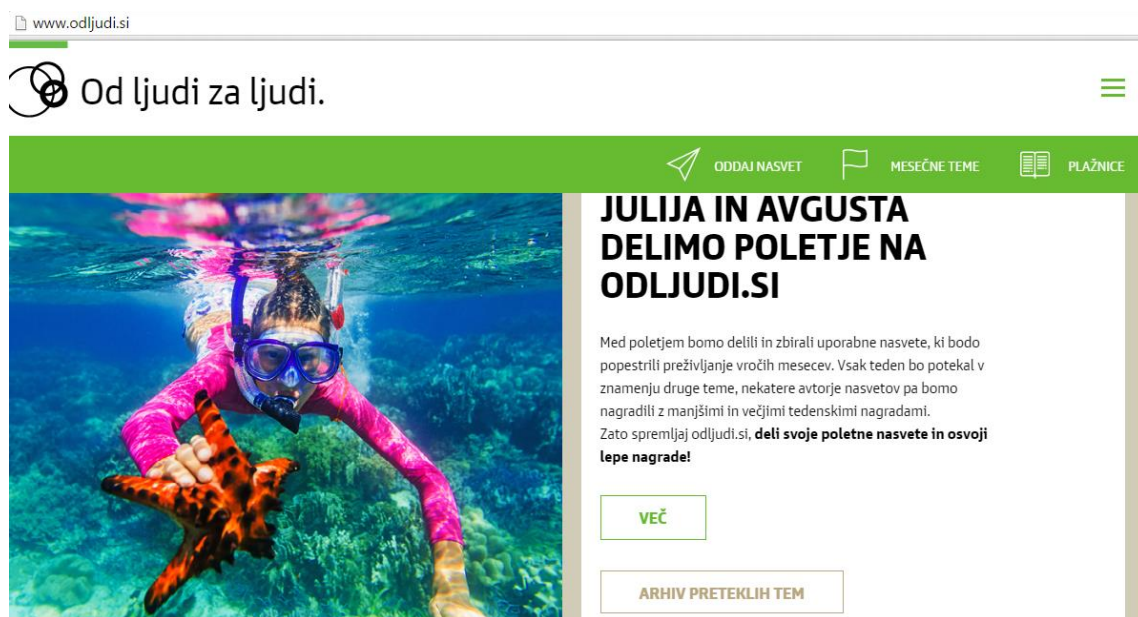 www.odljudi.si
Od ljudi za ljudi.
ODDAJ NASVET
MESEČNE TEME
PLAŽNICE
JULIJA IN AVGUSTA
DELIMO POLETJE NA
ODLJUDI.SI
Med poletjem bomo delili in zbirali uporabne nasvete, ki bodo
popestrili preživljanje vročih mesecev. Vsak teden bo potekal v
znamenju druge teme, nekatere avtorje nasvetov pa bomo
nagradili z manjšimi in večjimi tedenskimi nagradami.
Zato spremljaj odljudi.si, deli svoje poletne nasvete in osvoji
lepe nagrade!
VEČ
ARHIV PRETEKLIH TEM